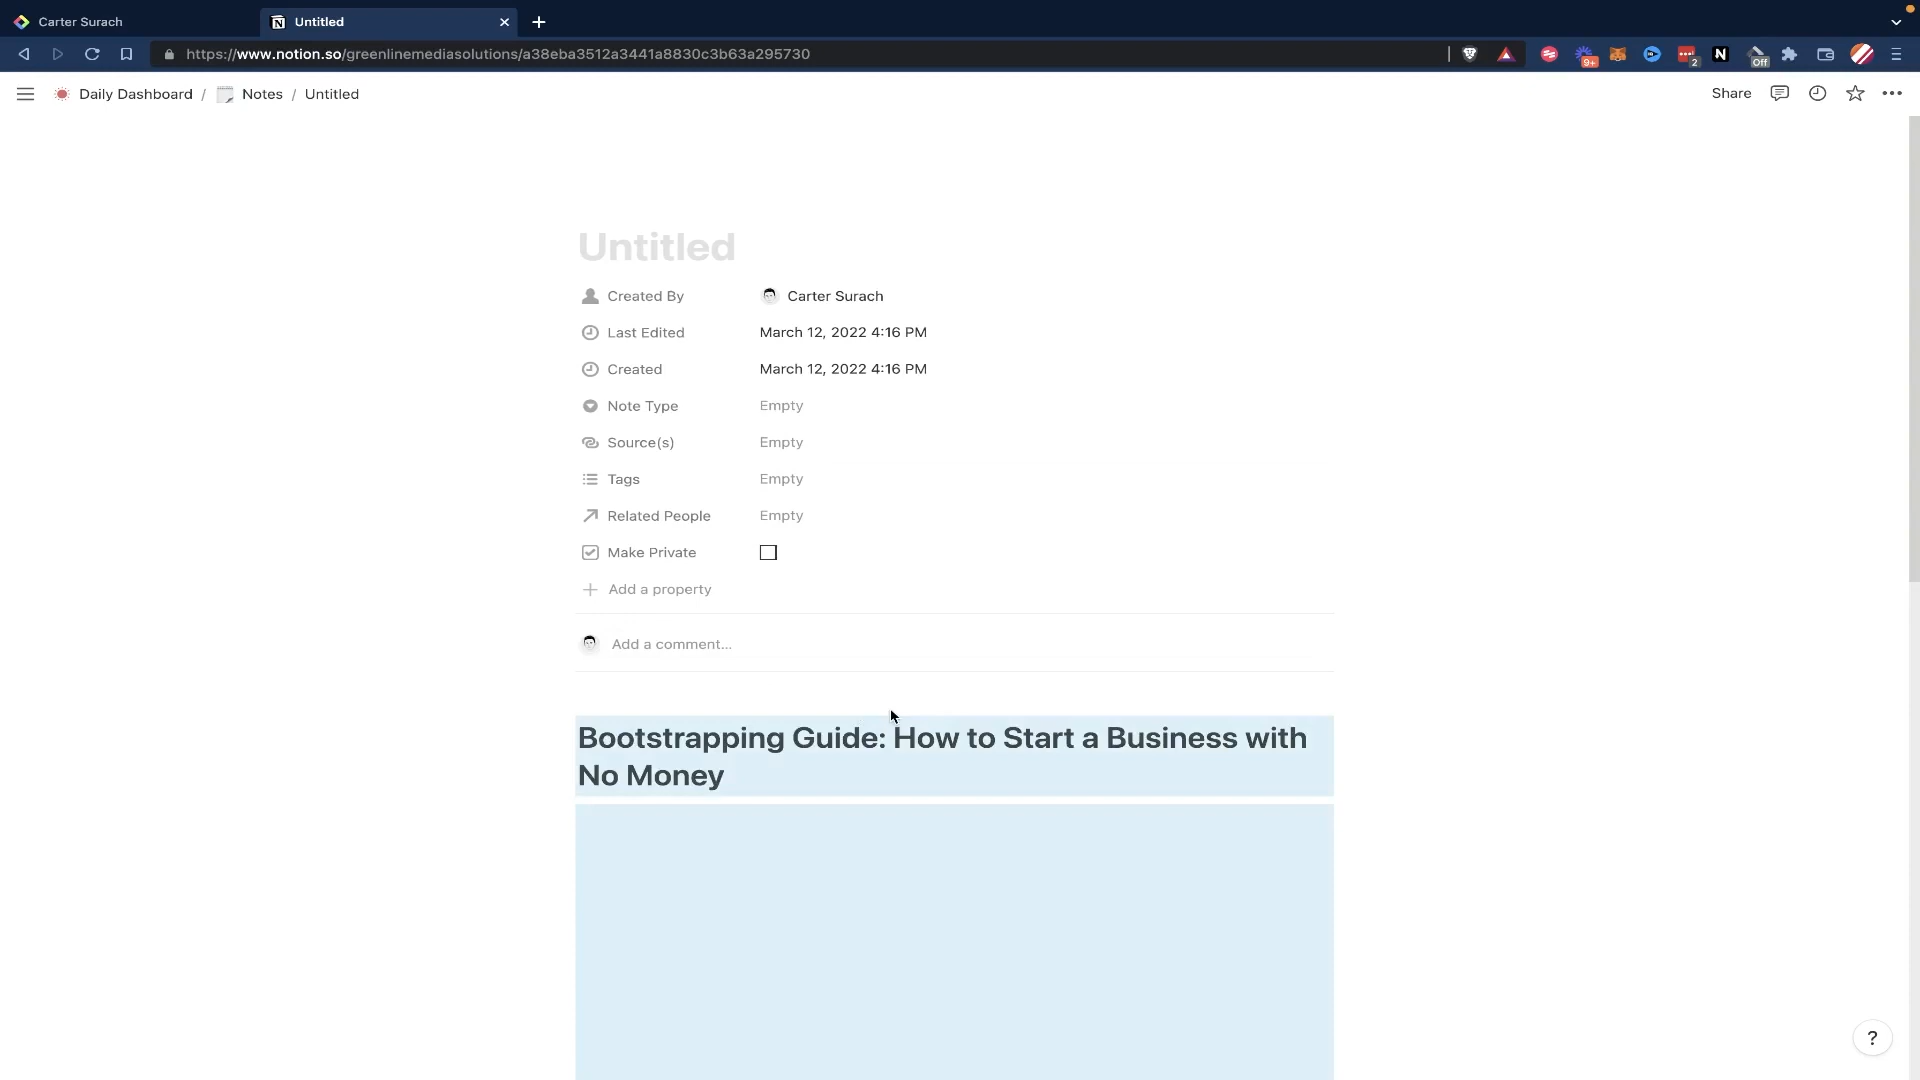 Carter Surach
Untitled
https://www.notion.so/greenlinemediasolutions/a38eba3512a3441a8830c3b63a295730
9+
2
Off
Daily Dashboard / Notes / Untitled
Share
Untitled
Created By Carter Surach
Last Edited March 12, 2022 4:16 PM
Created March 12, 2022 4:16 PM
Note Type Empty
Source(s) Empty
Tags Empty
Related People Empty
Make Private
Add a property
Add a comment...
Bootstrapping Guide: How to Start a Business with
No Money
?